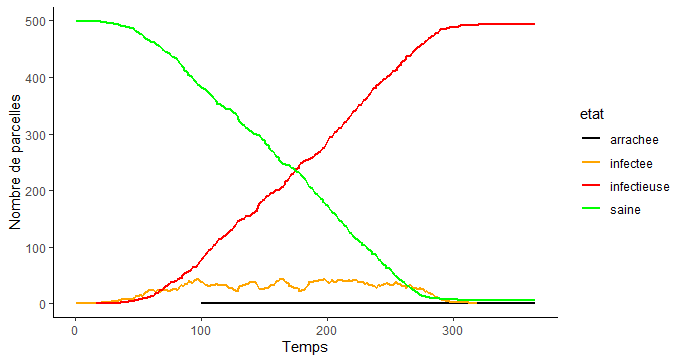 500
400
300
200
100
0
Nombre de parcelles
0 100 200 300
Temps
etat
arrachee
infectee
infectieuse
saine